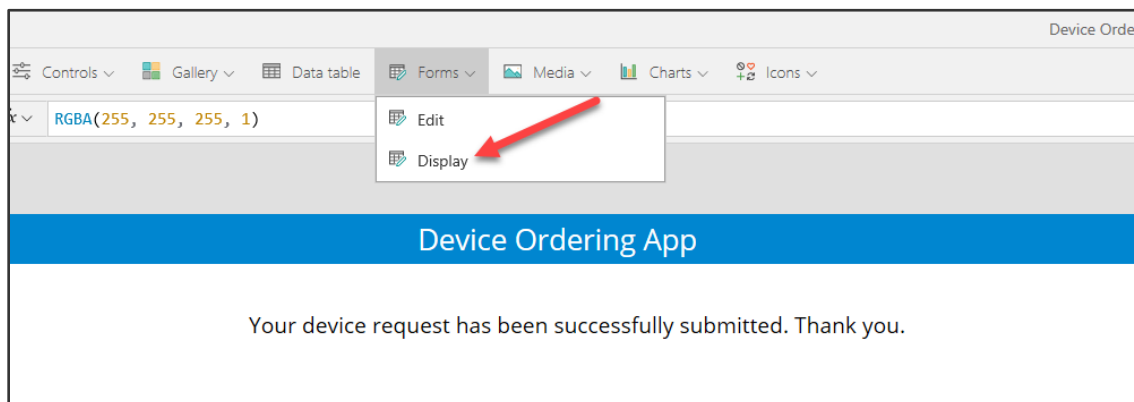 Device Orde
Controls Gallery Data table Forms Media Charts Icons
RGBA(255, 255, 255, 1)
Edit
Display
Device Ordering App
Your device request has been successfully submitted. Thank you.